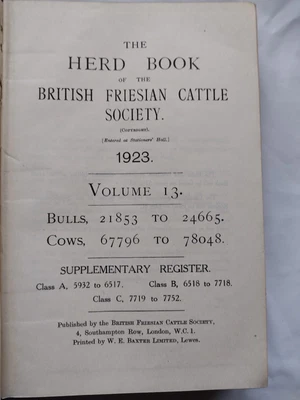 THE
HERD BOOK
OF THE
BRITISH FRIESIAN CATTLE
SOCIETY.
(COPYRIGHT).
[Entered at Stationers' Hall.]
1923.
VOLUME 13.
BULLS, 21853 TO 24665.
COWS, 67796 TO 78048.
SUPPLEMENTARY REGISTER.
Class A, 5932 to 6517. Class B, 6518 to 7718.
Class C, 7719 to 7752.
Published by the BRITISH FRIESIAN CATTLE SOCIETY,
4, Southampton Row, London, W.C. 1.
Printed by W. E. BAXTER LIMITED, Lewes.